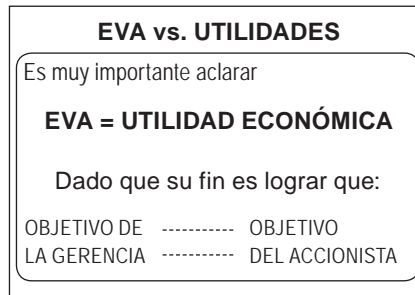 EVA vs. UTILIDADES
Es muy importante aclarar
EVA = UTILIDAD ECONÓMICA
Dado que su fin es lograr que:
OBJETIVO DE ----------- OBJETIVO
LA GERENCIA ----------- DEL ACCIONISTA